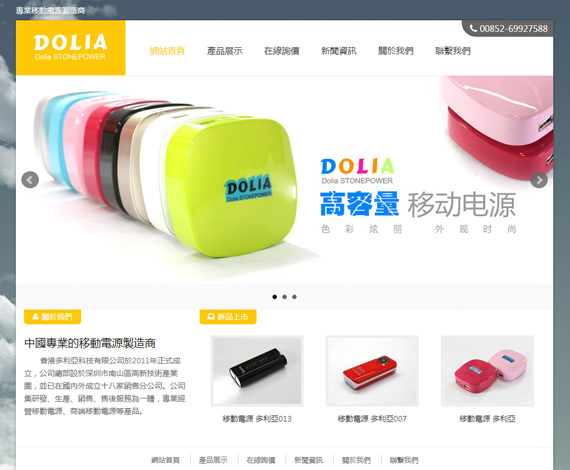 專業移動電源製造商
00852-69927588
DOLIA
Dolia STONEPOWER
網站首頁 產品展示 在線詢價 新聞資訊 關於我們 聯繫我們
DOLIA
Dolia STONEPOWER
DOLIA
Dolia STONEPOWER
高容量 移动电源
色彩炫丽 外观时尚
關於我們
新品上市
中國專業的移動電源製造商
香港多利亞科技有限公司於2011年正式成
立，公司總部設於深圳市南山區高新技術產業
園，並已在國內外成立十八家銷售分公司。公司
集研發、生產、銷售、售後服務為一體，專業經
營移動電源、商端移動電源等產品。
移動電源 多利亞013
移動電源 多利亞007
移動電源 多利亞
網站首頁 產品展示 在線詢價 新聞資訊 關於我們 聯繫我們